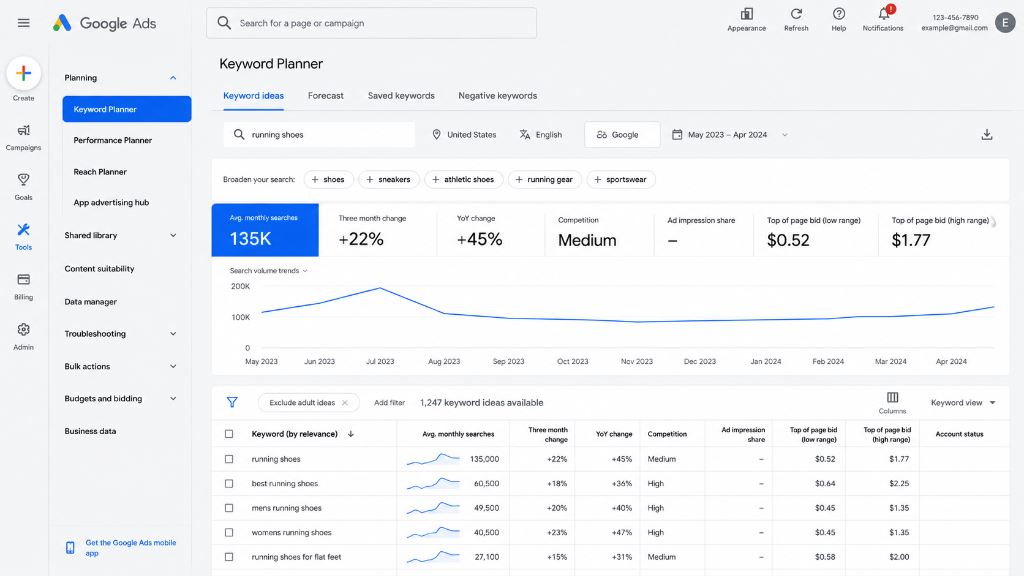 Google Ads
Search for a page or campaign
Appearance
Refresh
Help
!
Notifications
123-456-7890
example@gmail.com
E
Create
Campaigns
Goals
Tools
Billing
Admin
Planning
Keyword Planner
Performance Planner
Reach Planner
App advertising hub
Shared library
Content suitability
Data manager
Troubleshooting
Bulk actions
Budgets and bidding
Business data
Get the Google Ads mobile
app
Keyword Planner
Keyword ideas Forecast Saved keywords Negative keywords
running shoes United States English Google May 2023 – Apr 2024
Broaden your search: + shoes + sneakers + athletic shoes + running gear + sportswear
Avg. monthly searches
135K
Three month change
+22%
YoY change
+45%
Competition
Medium
Ad impression share
–
Top of page bid (low range)
$0.52
Top of page bid (high range)
$1.77
Search volume trends
200K
100K
0
May 2023 Jun 2023 Jul 2023 Aug 2023 Sep 2023 Oct 2023 Nov 2023 Dec 2023 Jan 2024 Feb 2024 Mar 2024 Apr 2024
Exclude adult ideas Add filter 1,247 keyword ideas available
Columns
Keyword view
Keyword (by relevance) Avg. monthly searches Three month change YoY change Competition Ad impression share Top of page bid (low range) Top of page bid (high range) Account status
running shoes 135,000 +22% +45% Medium – $0.52 $1.77
best running shoes 60,500 +18% +36% High – $0.64 $2.25
mens running shoes 49,500 +20% +40% High – $0.45 $1.35
womens running shoes 40,500 +23% +47% High – $0.45 $1.35
running shoes for flat feet 27,100 +15% +31% Medium – $0.58 $2.00